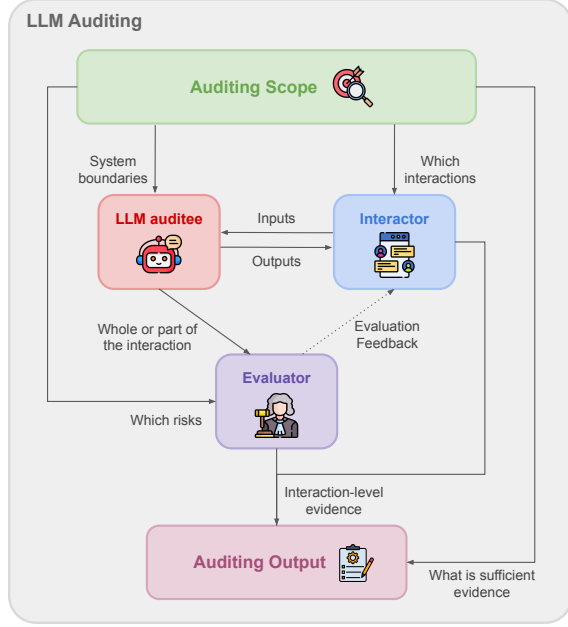 LLM Auditing
Auditing Scope
System
boundaries
Which
interactions
LLM auditee
Inputs
Outputs
Interactor
Whole or part of
the interaction
Evaluation
Feedback
Evaluator
Which risks
Interaction-level
evidence
Auditing Output
What is sufficient
evidence